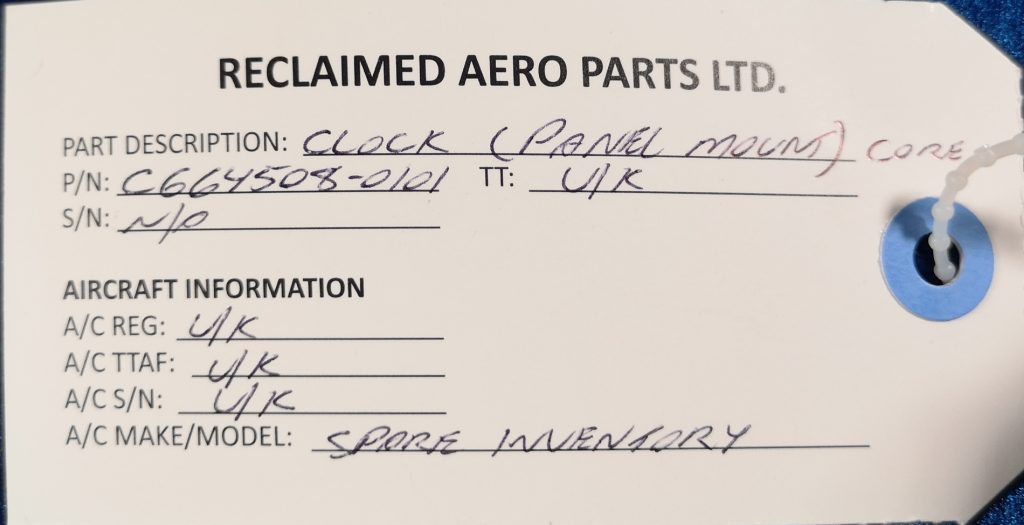 RECLAIMED AERO PARTS LTD.
PART DESCRIPTION: CLOCK (PANEL MOUNT) CORE
P/N: C664508-0101 TT: U/K
S/N: N/A
AIRCRAFT INFORMATION
A/C REG: U/K
A/C TTAF: U/K
A/C S/N: U/K
A/C MAKE/MODEL: SPARE INVENTORY